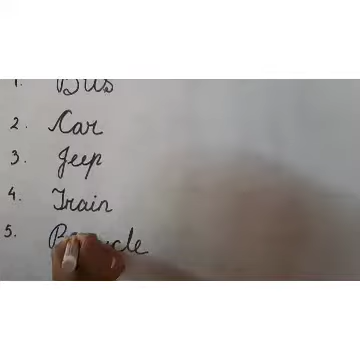 1. Bus
2. Car
3. Jeep
4. Train
5.